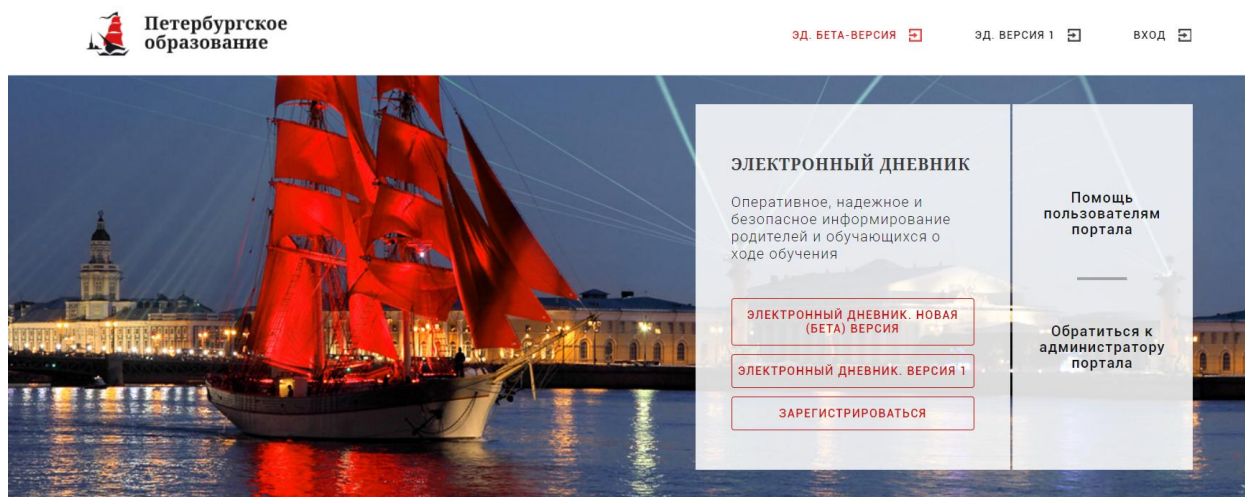 Петербургское
образование
ЭД. БЕТА-ВЕРСИЯ
ЭД. ВЕРСИЯ 1
ВХОД
ЭЛЕКТРОННЫЙ ДНЕВНИК
Оперативное, надежное и
безопасное информирование
родителей и обучающихся о
ходе обучения
ЭЛЕКТРОННЫЙ ДНЕВНИК. НОВАЯ
(БЕТА) ВЕРСИЯ
ЭЛЕКТРОННЫЙ ДНЕВНИК. ВЕРСИЯ 1
ЗАРЕГИСТРИРОВАТЬСЯ
Помощь
пользователям
портала
Обратиться к
администратору
портала